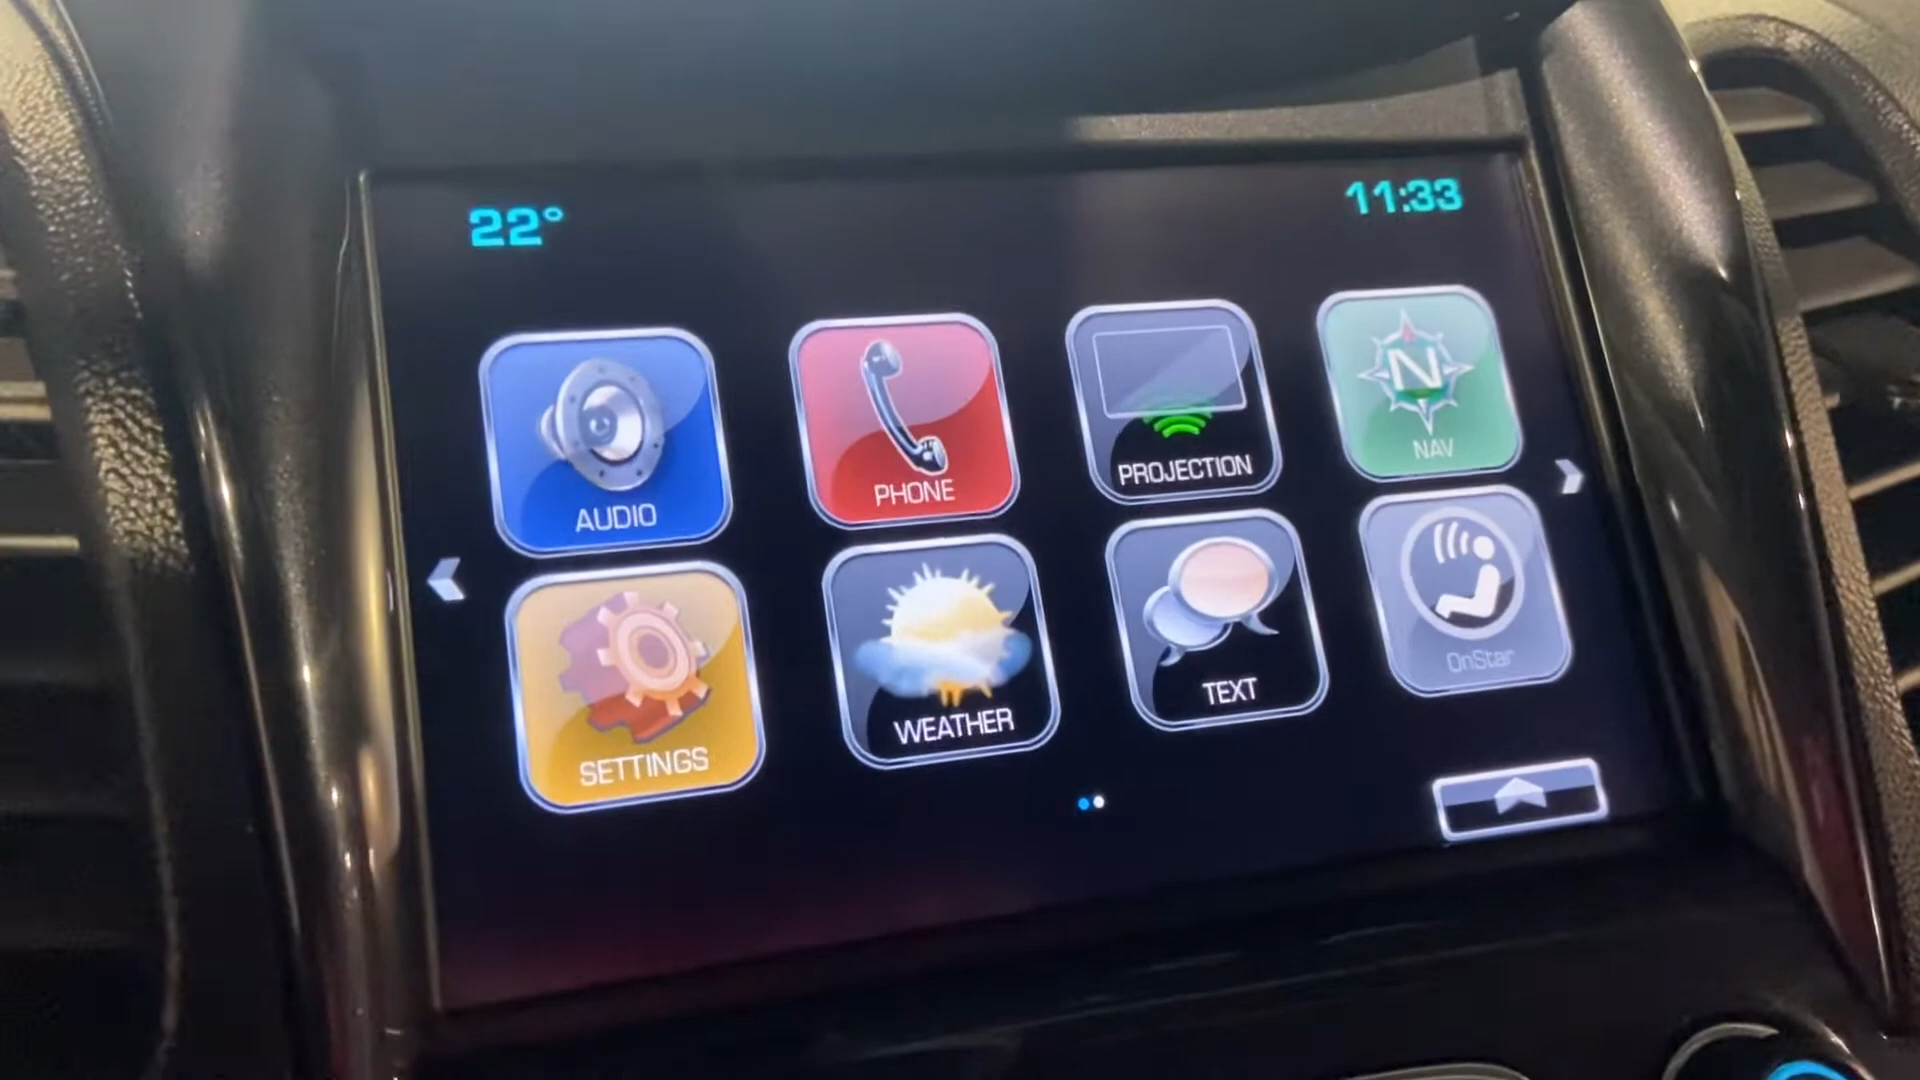 22°
11:33
AUDIO
PHONE
PROJECTION
N
NAV
SETTINGS
WEATHER
TEXT
OnStar